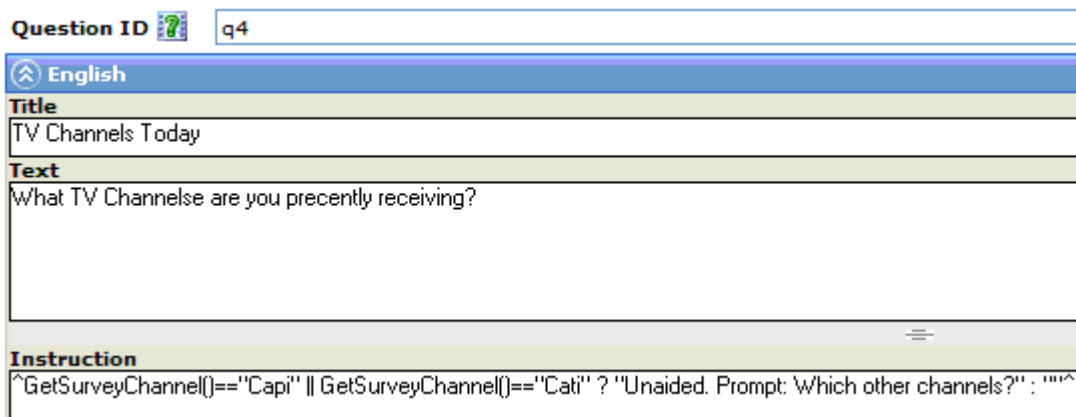 Question ID q4
English
Title
TV Channels Today
Text
What TV Channelse are you precently receiving?
Instruction
^GetSurveyChannel()=="Capi" || GetSurveyChannel()=="Cati" ? "Unaided. Prompt: Which other channels?" : ""^